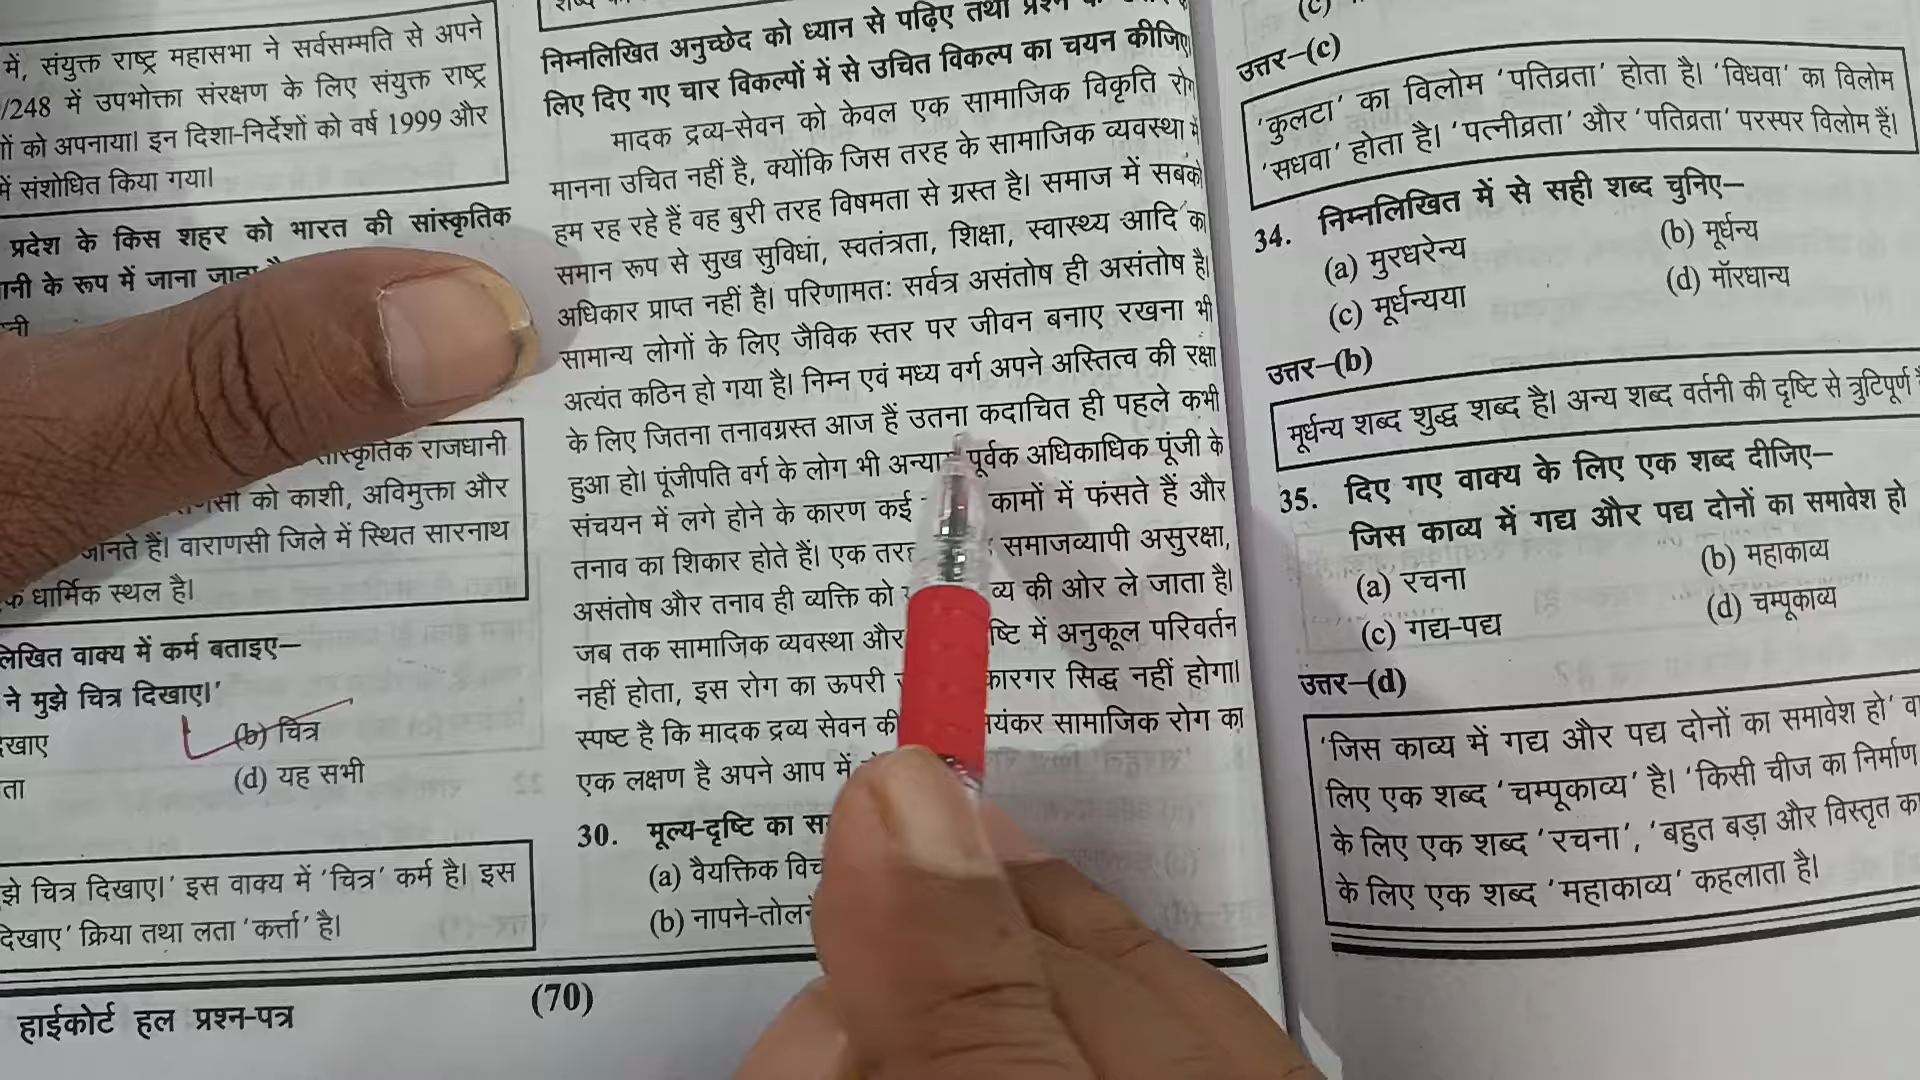 में, संयुक्त राष्ट्र महासभा ने सर्वसम्मति से अपने
/248 में उपभोक्ता संरक्षण के लिए संयुक्त राष्ट्र
ों को अपनाया। इन दिशा-निर्देशों को वर्ष 1999 और
में संशोधित किया गया।
प्रदेश के किस शहर को भारत की सांस्कृतिक
ानी के रूप में जाना जाता
सांस्कृतिक राजधानी
को काशी, अविमुक्ता और
जानते हैं। वाराणसी जिले में स्थित सारनाथ
धार्मिक स्थल है।
लिखित वाक्य में कर्म बताइए—
ने मुझे चित्र दिखाए।'
(b) चित्र
(d) यह सभी
झे चित्र दिखाए।' इस वाक्य में 'चित्र' कर्म है। इस
दिखाए' क्रिया तथा लता 'कर्त्ता' है।
हाईकोर्ट हल प्रश्न-पत्र
(70)
निम्नलिखित अनुच्छेद को ध्यान से पढ़िए तथा
लिए दिए गए चार विकल्पों में से उचित विकल्प का चयन कीजिए।
मादक द्रव्य-सेवन को केवल एक सामाजिक विकृति रोग
मानना उचित नहीं है, क्योंकि जिस तरह के सामाजिक व्यवस्था में
हम रह रहे हैं वह बुरी तरह विषमता से ग्रस्त है। समाज में सबको
समान रूप से सुख सुविधा, स्वतंत्रता, शिक्षा, स्वास्थ्य आदि का
अधिकार प्राप्त नहीं है। परिणामतः सर्वत्र असंतोष ही असंतोष है।
सामान्य लोगों के लिए जैविक स्तर पर जीवन बनाए रखना भी
अत्यंत कठिन हो गया है। निम्न एवं मध्य वर्ग अपने अस्तित्व की रक्षा
के लिए जितना तनावग्रस्त आज हैं उतना कदाचित ही पहले कभी
हुआ हो। पूंजीपति वर्ग के लोग भी अन्याय पूर्वक अधिकाधिक पूंजी के
संचयन में लगे होने के कारण कई कामों में फंसते हैं और
तनाव का शिकार होते हैं। एक तरह समाजव्यापी असुरक्षा,
असंतोष और तनाव ही व्यक्ति को की ओर ले जाता है।
जब तक सामाजिक व्यवस्था और में अनुकूल परिवर्तन
नहीं होता, इस रोग का ऊपरी कारगर सिद्ध नहीं होगा।
स्पष्ट है कि मादक द्रव्य सेवन की भयंकर सामाजिक रोग का
एक लक्षण है अपने आप में
30. मूल्य-दृष्टि का
(a) वैयक्तिक
(b) नापने-तोलने
उत्तर–(c)
'कुलटा' का विलोम 'पतिव्रता' होता है। 'विधवा' का विलोम
'सधवा' होता है। 'पत्नीव्रता' और 'पतिव्रता' परस्पर विलोम हैं।
34. निम्नलिखित में से सही शब्द चुनिए–
(a) मुरधरेन्य (b) मूर्धन्य
(c) मूर्धन्यया (d) मॉरधान्य
उत्तर–(b)
मूर्धन्य शब्द शुद्ध शब्द है। अन्य शब्द वर्तनी की दृष्टि से त्रुटिपूर्ण
35. दिए गए वाक्य के लिए एक शब्द दीजिए–
जिस काव्य में गद्य और पद्य दोनों का समावेश हो
(a) रचना (b) महाकाव्य
(c) गद्य-पद्य (d) चम्पूकाव्य
उत्तर–(d)
'जिस काव्य में गद्य और पद्य दोनों का समावेश हो'
लिए एक शब्द 'चम्पूकाव्य' है। 'किसी चीज का निर्माण
के लिए एक शब्द 'रचना', 'बहुत बड़ा और विस्तृत
के लिए एक शब्द 'महाकाव्य' कहलाता है।